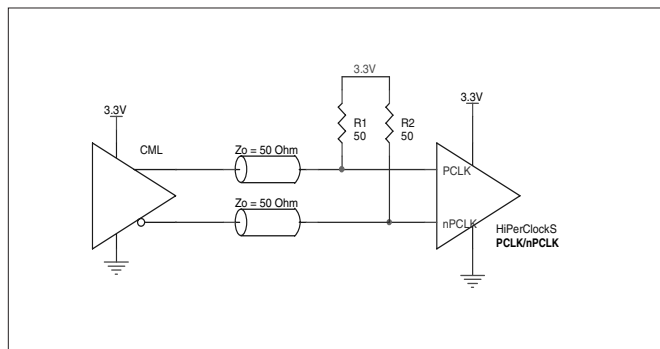 3.3V
3.3V
3.3V
R1
50
R2
50
CML
Zo = 50 Ohm
PCLK
Zo = 50 Ohm
nPCLK
HiPerClockS
PCLK/nPCLK